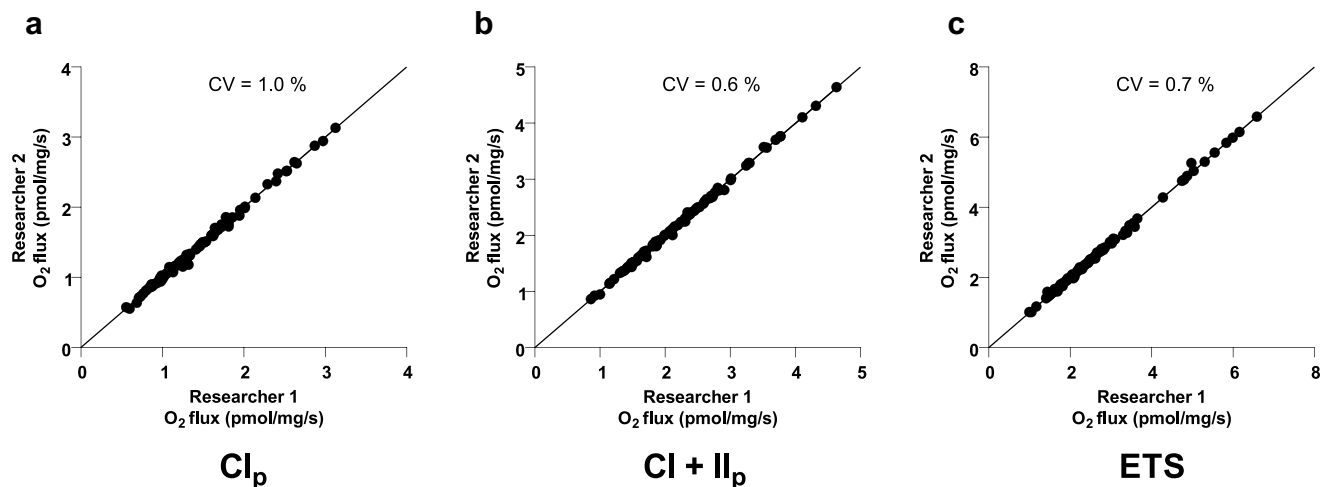 a
CV = 1.0 %
4
3
2
1
0
Researcher 2
O₂ flux (pmol/mg/s)
0 1 2 3 4
Researcher 1
O₂ flux (pmol/mg/s)
CIₚ
b
CV = 0.6 %
5
4
3
2
1
0
Researcher 2
O₂ flux (pmol/mg/s)
0 1 2 3 4 5
Researcher 1
O₂ flux (pmol/mg/s)
CI + IIₚ
c
CV = 0.7 %
8
6
4
2
0
Researcher 2
O₂ flux (pmol/mg/s)
0 2 4 6 8
Researcher 1
O₂ flux (pmol/mg/s)
ETS